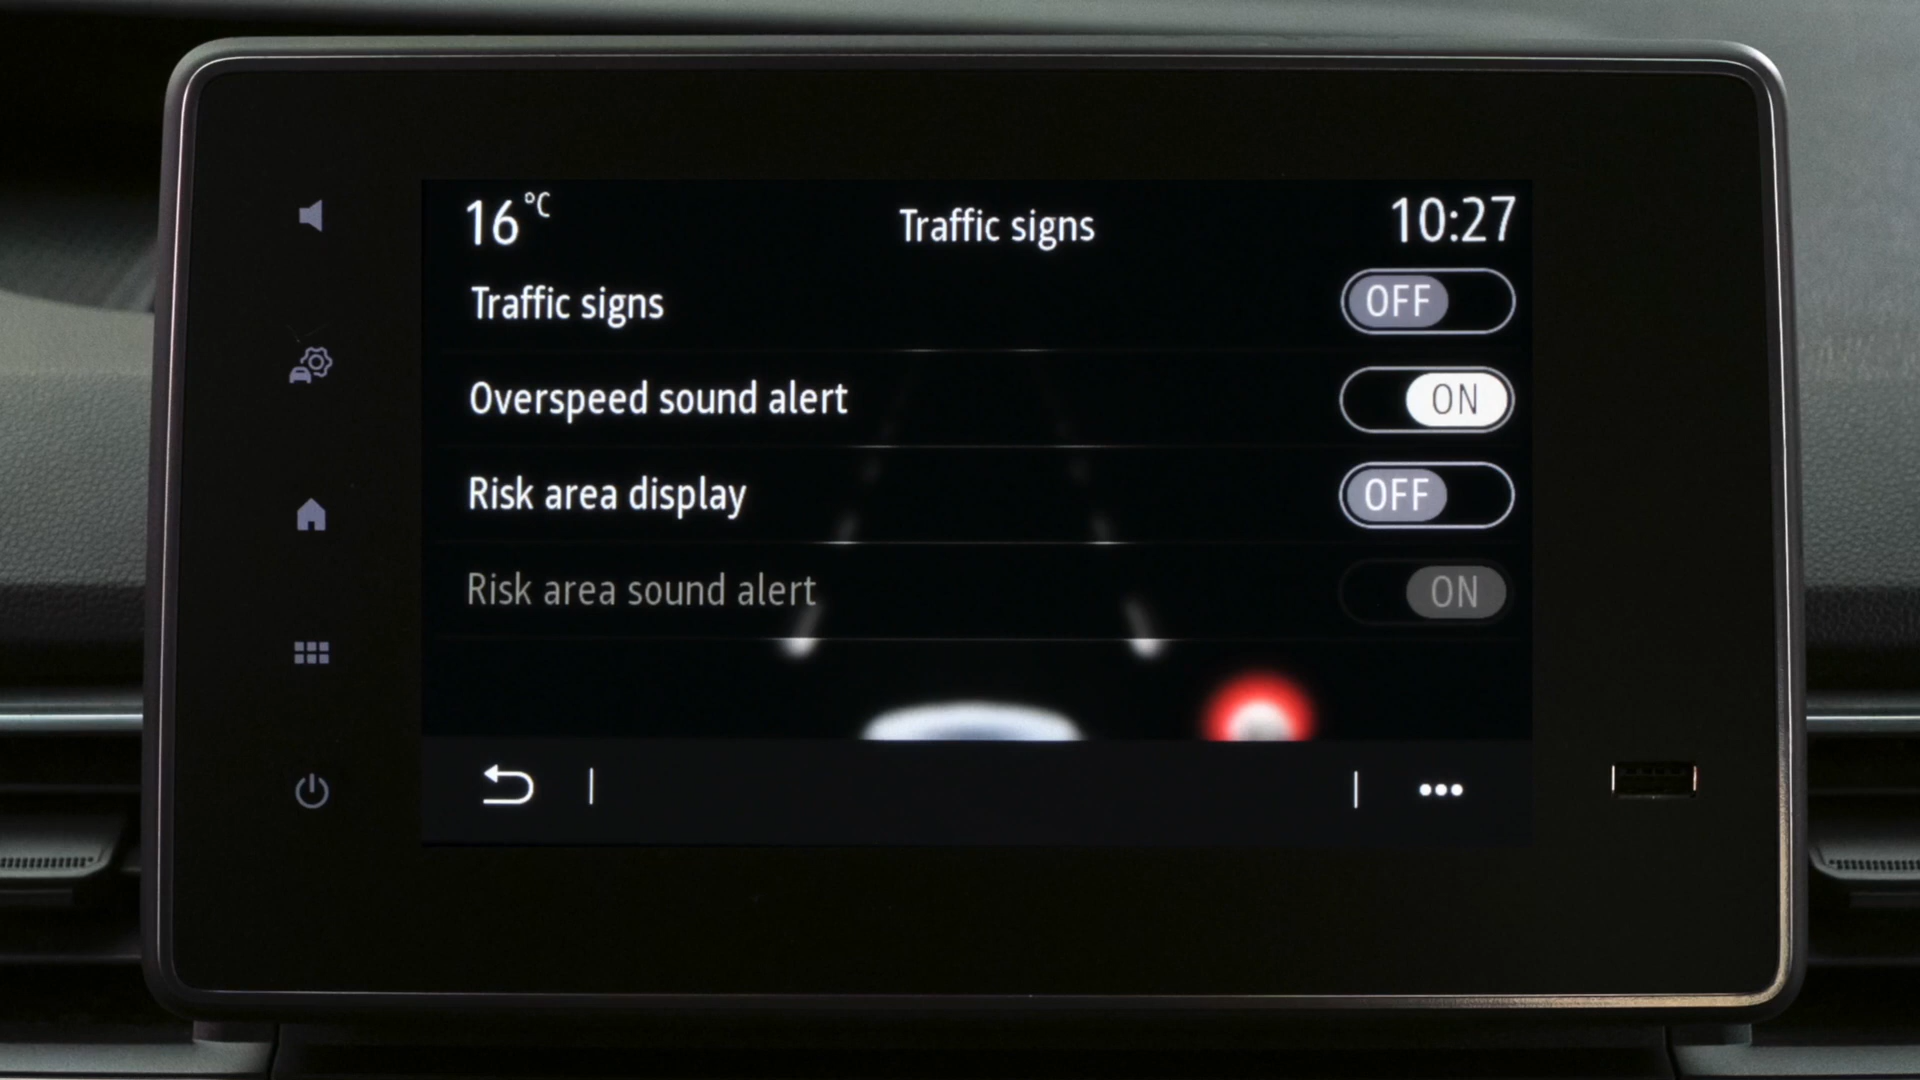 16 °C Traffic signs 10:27
Traffic signs OFF
Overspeed sound alert ON
Risk area display OFF
Risk area sound alert ON